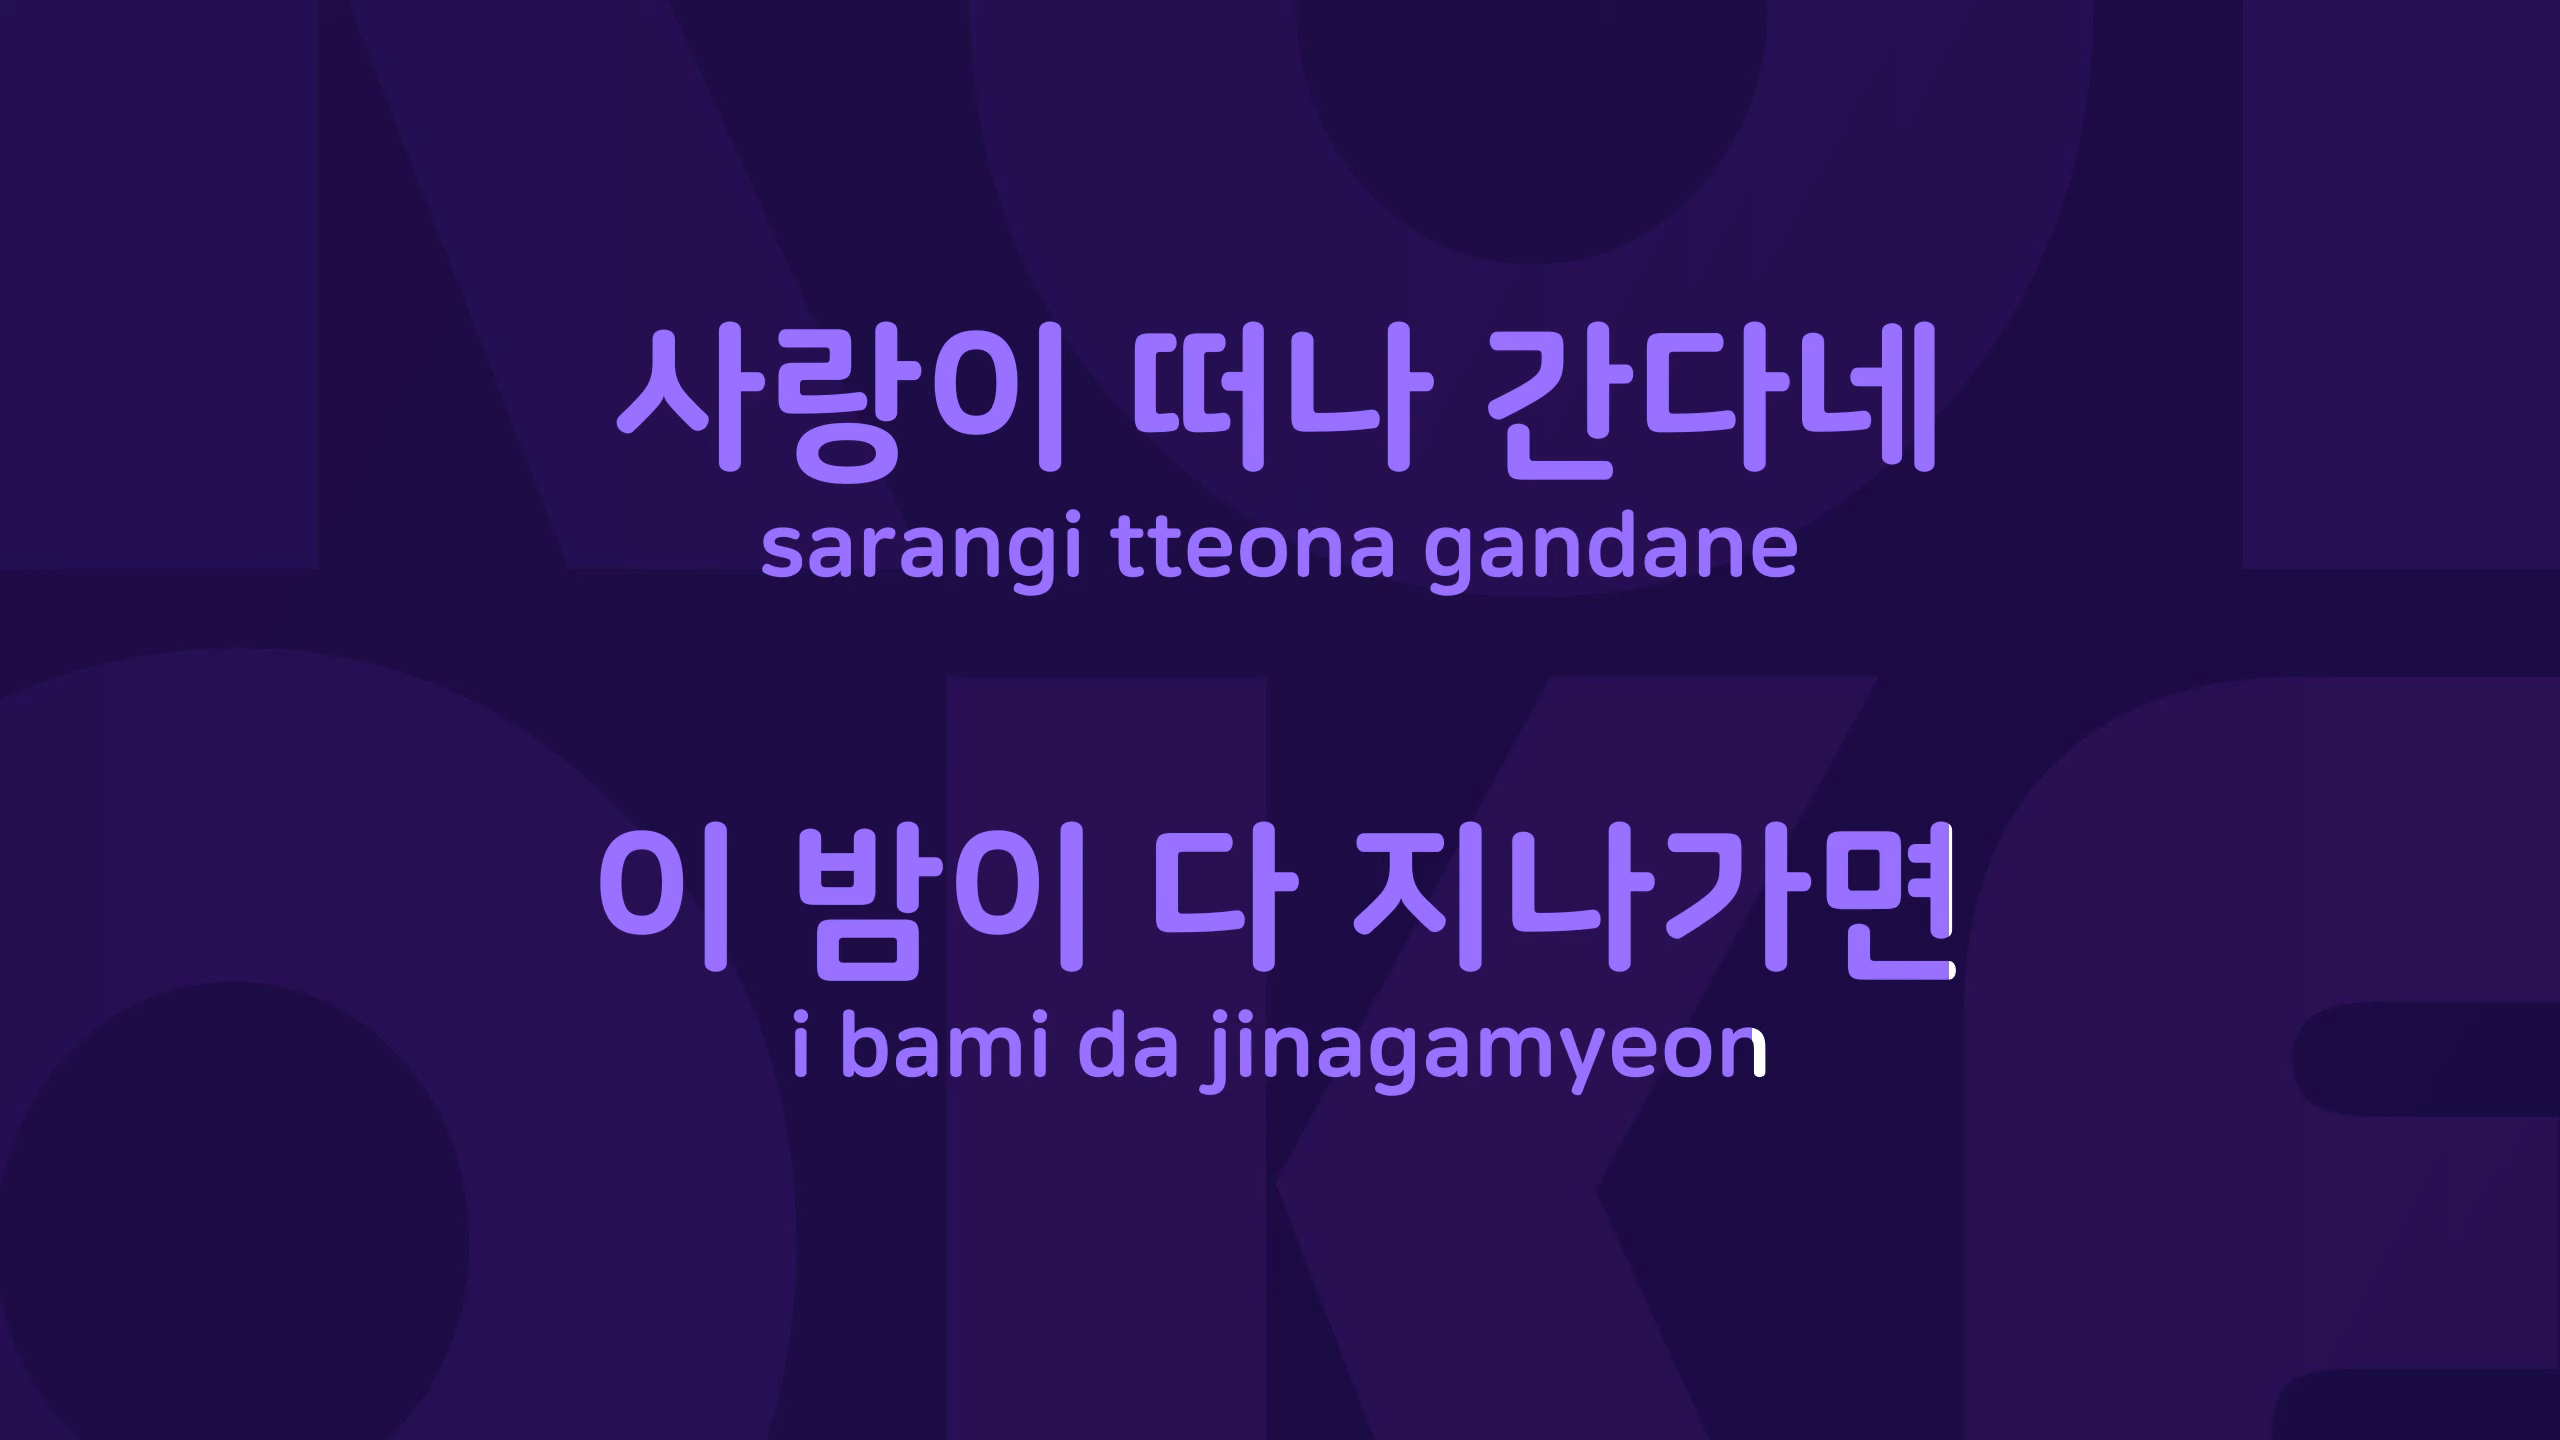 사랑이 떠나 간다네
sarangi tteona gandane
이 밤이 다 지나가면
i bami da jinagamyeon